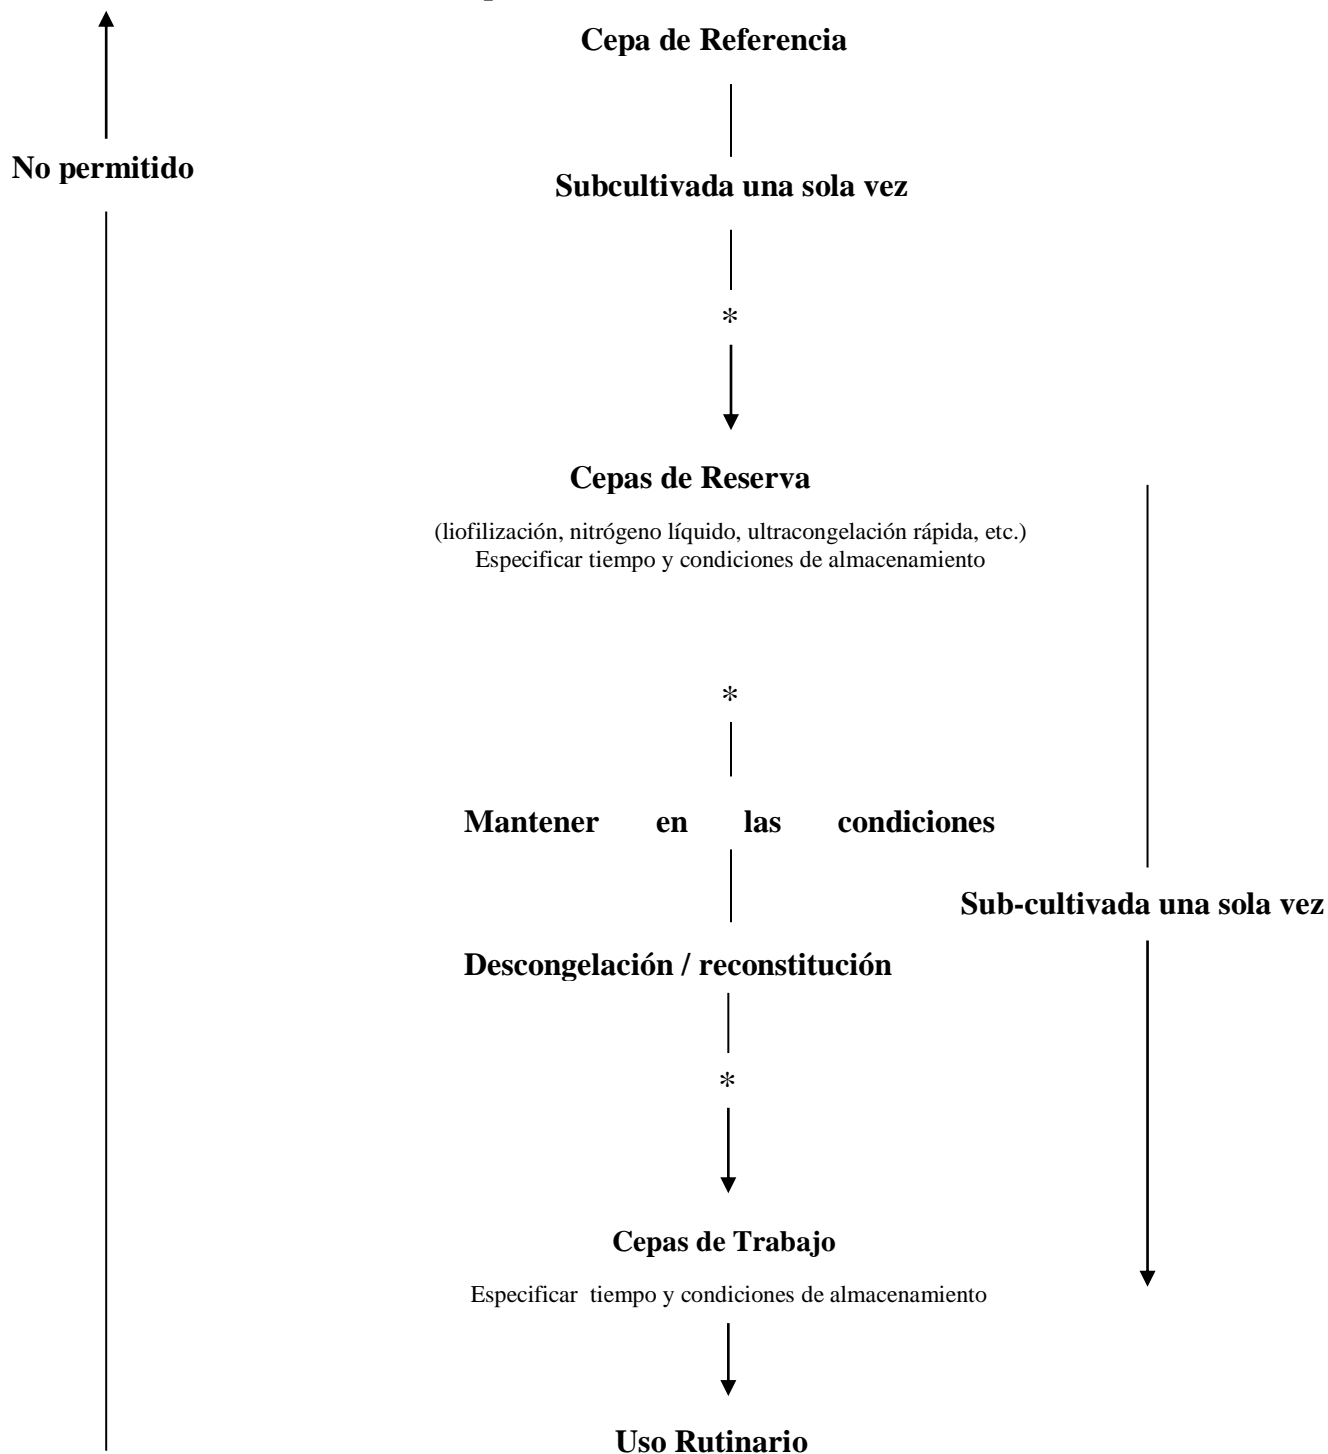 Cepa de Referencia
No permitido
Subcultivada una sola vez
*
Cepas de Reserva
(liofilización, nitrógeno líquido, ultracongelación rápida, etc.)
Especificar tiempo y condiciones de almacenamiento
*
Mantener en las condiciones
Sub-cultivada una sola vez
Descongelación / reconstitución
*
Cepas de Trabajo
Especificar tiempo y condiciones de almacenamiento
Uso Rutinario